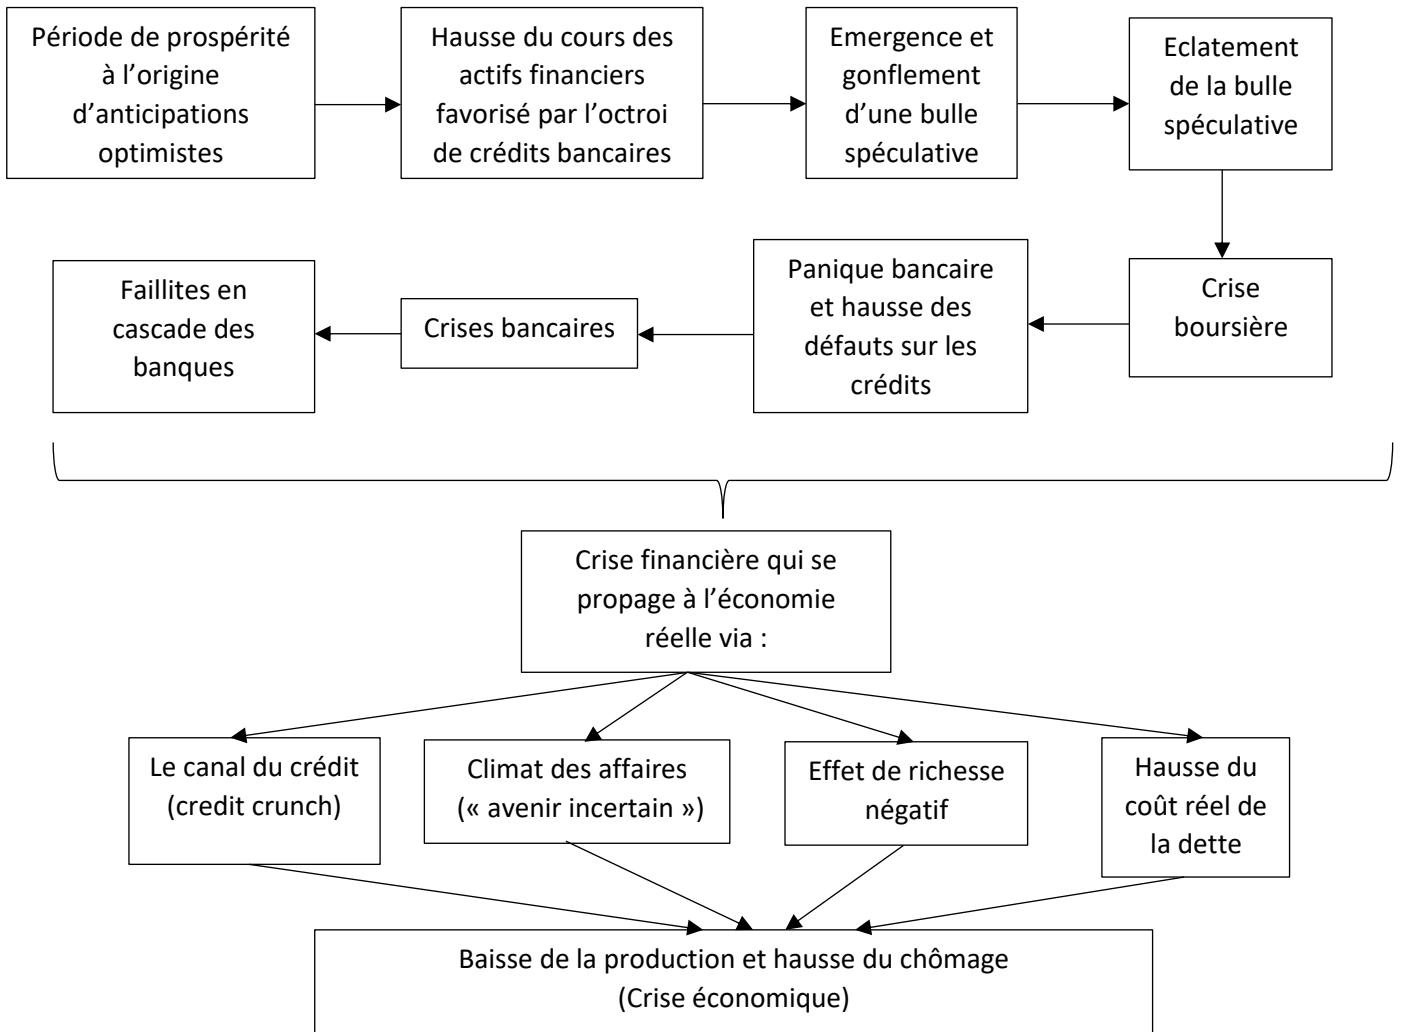 Période de prospérité
à l’origine
d’anticipations
optimistes
Hausse du cours des
actifs financiers
favorisé par l’octroi
de crédits bancaires
Emergence et
gonflement
d’une bulle
spéculative
Eclatement
de la bulle
spéculative
Crise
boursière
Panique bancaire
et hausse des
défauts sur les
crédits
Crises bancaires
Faillites en
cascade des
banques
Crise financière qui se
propage à l’économie
réelle via :
Le canal du crédit
(credit crunch)
Climat des affaires
(« avenir incertain »)
Effet de richesse
négatif
Hausse du
coût réel de
la dette
Baisse de la production et hausse du chômage
(Crise économique)